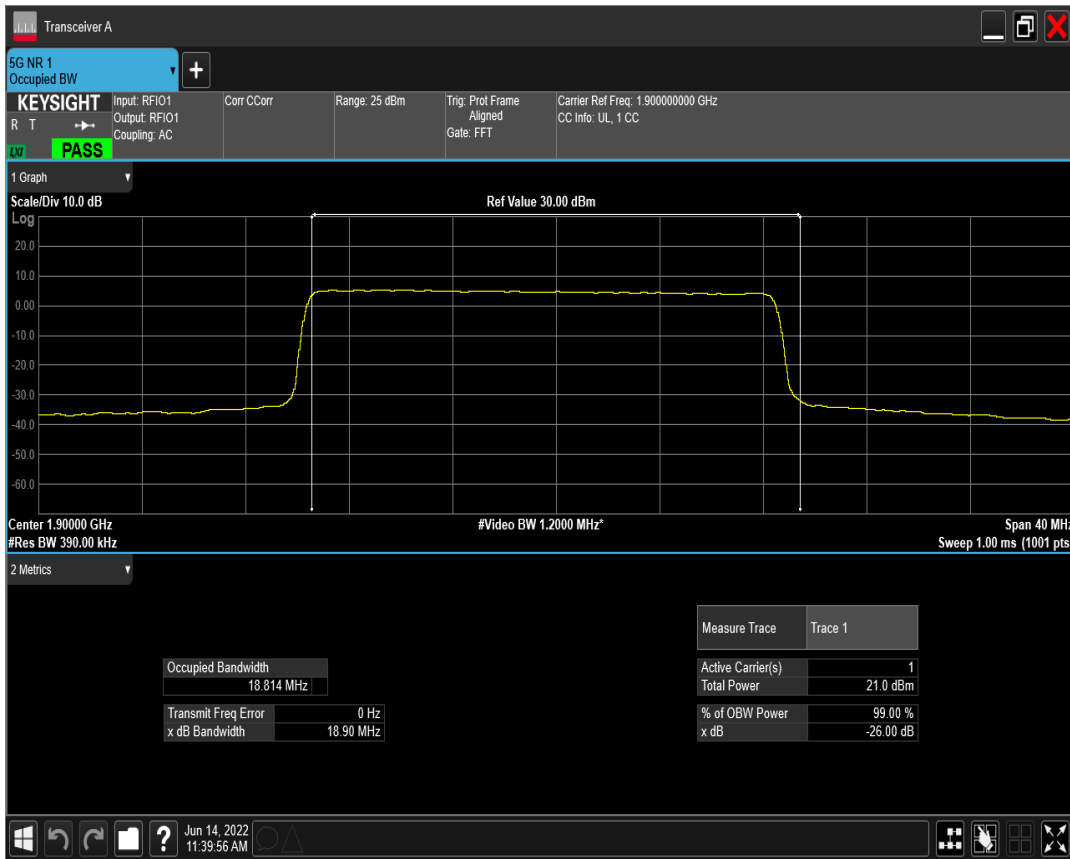 Transceiver A
5G NR 1
Occupied BW
+
KEYSIGHT
R T
LXI
PASS
Input: RFIO1
Output: RFIO1
Coupling: AC
Corr CCorr
Range: 25 dBm
Trig: Prot Frame
Aligned
Gate: FFT
Carrier Ref Freq: 1.900000000 GHz
CC Info: UL, 1 CC
1 Graph
Scale/Div 10.0 dB
Ref Value 30.00 dBm
Log
20.0
10.0
0.00
-10.0
-20.0
-30.0
-40.0
-50.0
-60.0
Center 1.90000 GHz
#Video BW 1.2000 MHz*
Span 40 MHz
#Res BW 390.00 kHz
Sweep 1.00 ms (1001 pts
2 Metrics
Measure Trace Trace 1
Occupied Bandwidth
18.814 MHz
Active Carrier(s) 1
Total Power 21.0 dBm
Transmit Freq Error 0 Hz
x dB Bandwidth 18.90 MHz
% of OBW Power 99.00 %
x dB -26.00 dB
?
Jun 14, 2022
11:39:56 AM